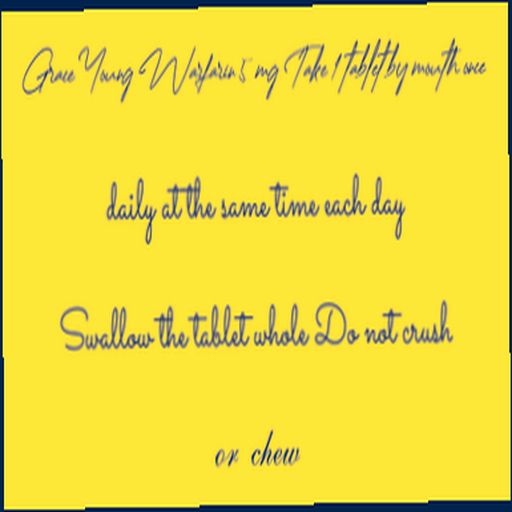 Grace Young Warfarin 5 mg Take 1 tablet by mouth once
daily at the same time each day
Swallow the tablet whole Do not crush
or chew